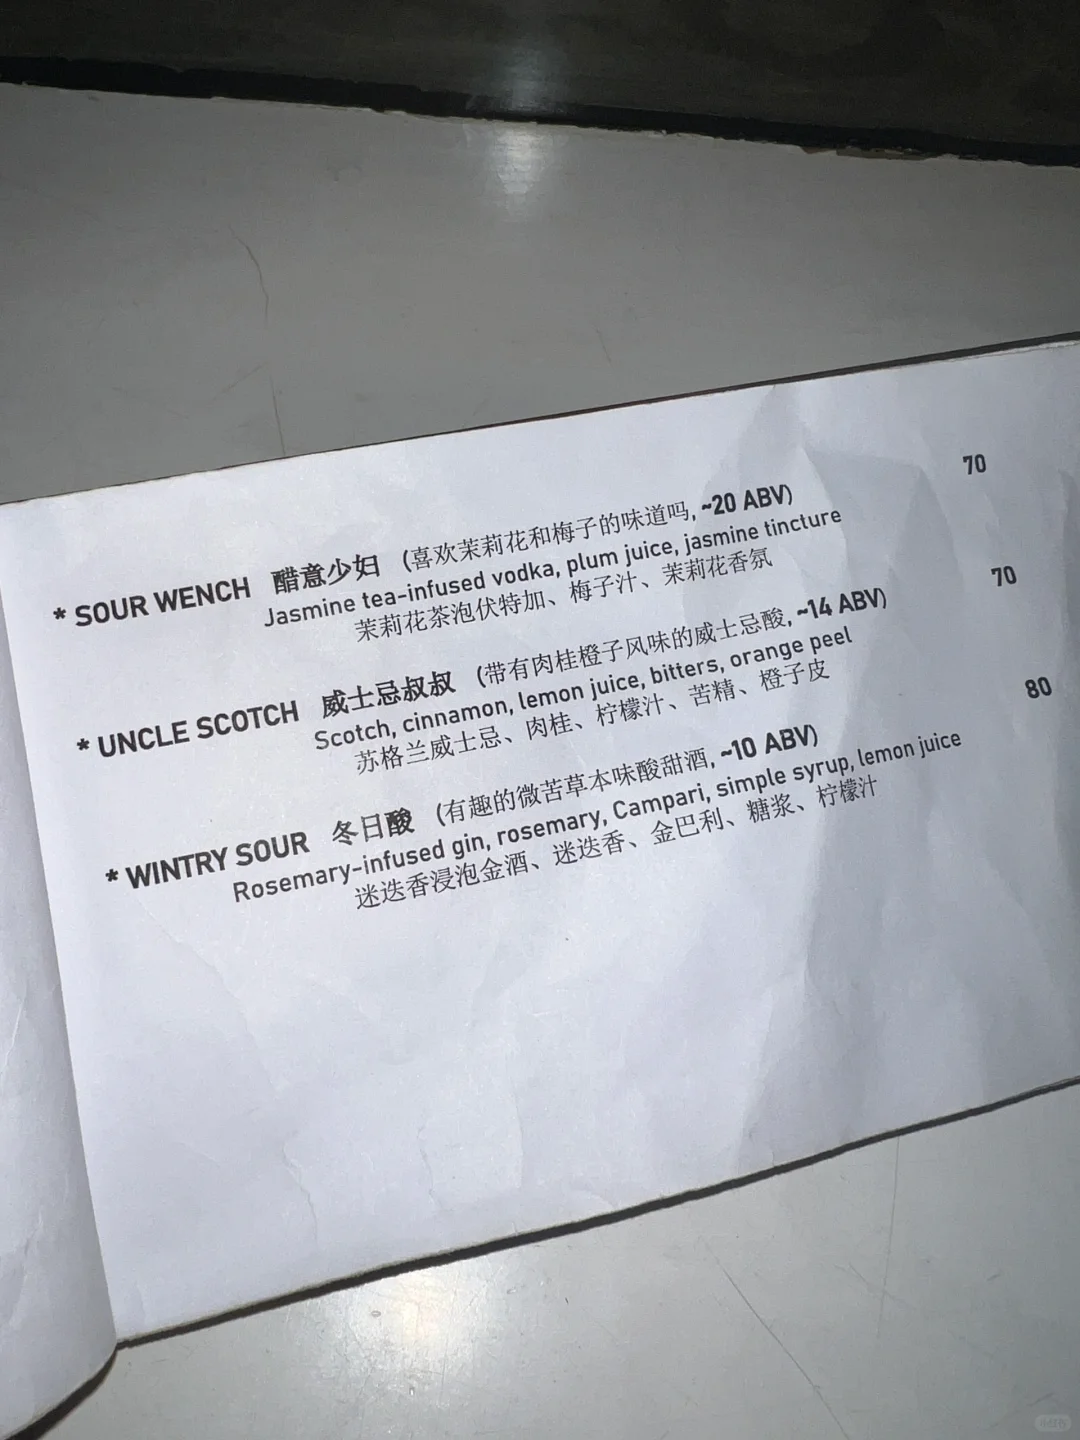 * SOUR WENCH 醋意少妇 (喜欢茉莉花和梅子的味道吗, ~20 ABV) 70
Jasmine tea-infused vodka, plum juice, jasmine tincture
茉莉花茶泡伏特加、梅子汁、茉莉花香氛
* UNCLE SCOTCH 威士忌叔叔 (带有肉桂橙子风味的威士忌酸, ~14 ABV) 70
Scotch, cinnamon, lemon juice, bitters, orange peel
苏格兰威士忌、肉桂、柠檬汁、苦精、橙子皮
* WINTRY SOUR 冬日酸 (有趣的微苦草本味酸甜酒, ~10 ABV) 80
Rosemary-infused gin, rosemary, Campari, simple syrup, lemon juice
迷迭香浸泡金酒、迷迭香、金巴利、糖浆、柠檬汁